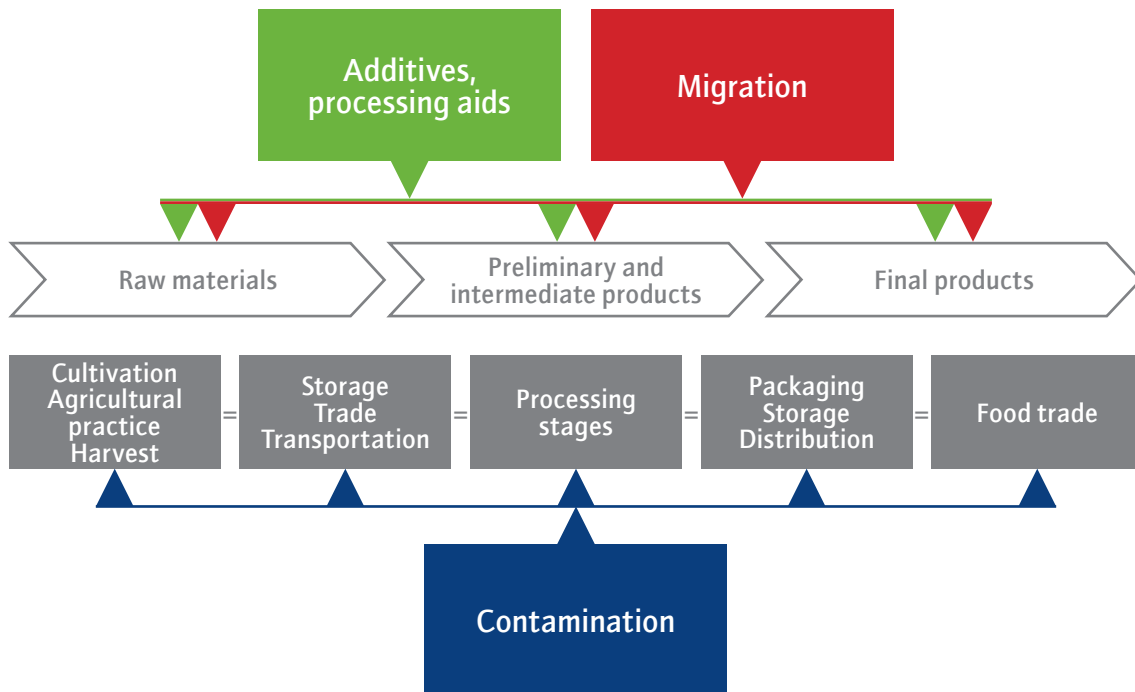 Additives,
processing aids
Migration
Raw materials
Preliminary and
intermediate products
Final products
Cultivation
Agricultural
practice
Harvest
=
Storage
Trade
Transportation
=
Processing
stages
=
Packaging
Storage
Distribution
=
Food trade
Contamination